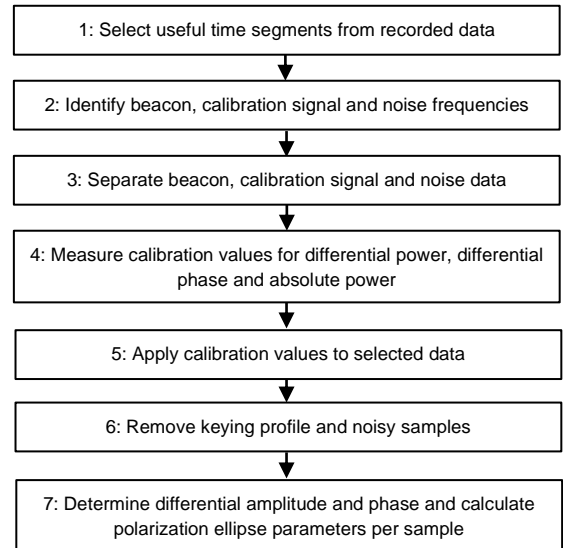 1: Select useful time segments from recorded data
2: Identify beacon, calibration signal and noise frequencies
3: Separate beacon, calibration signal and noise data
4: Measure calibration values for differential power, differential
phase and absolute power
5: Apply calibration values to selected data
6: Remove keying profile and noisy samples
7: Determine differential amplitude and phase and calculate
polarization ellipse parameters per sample